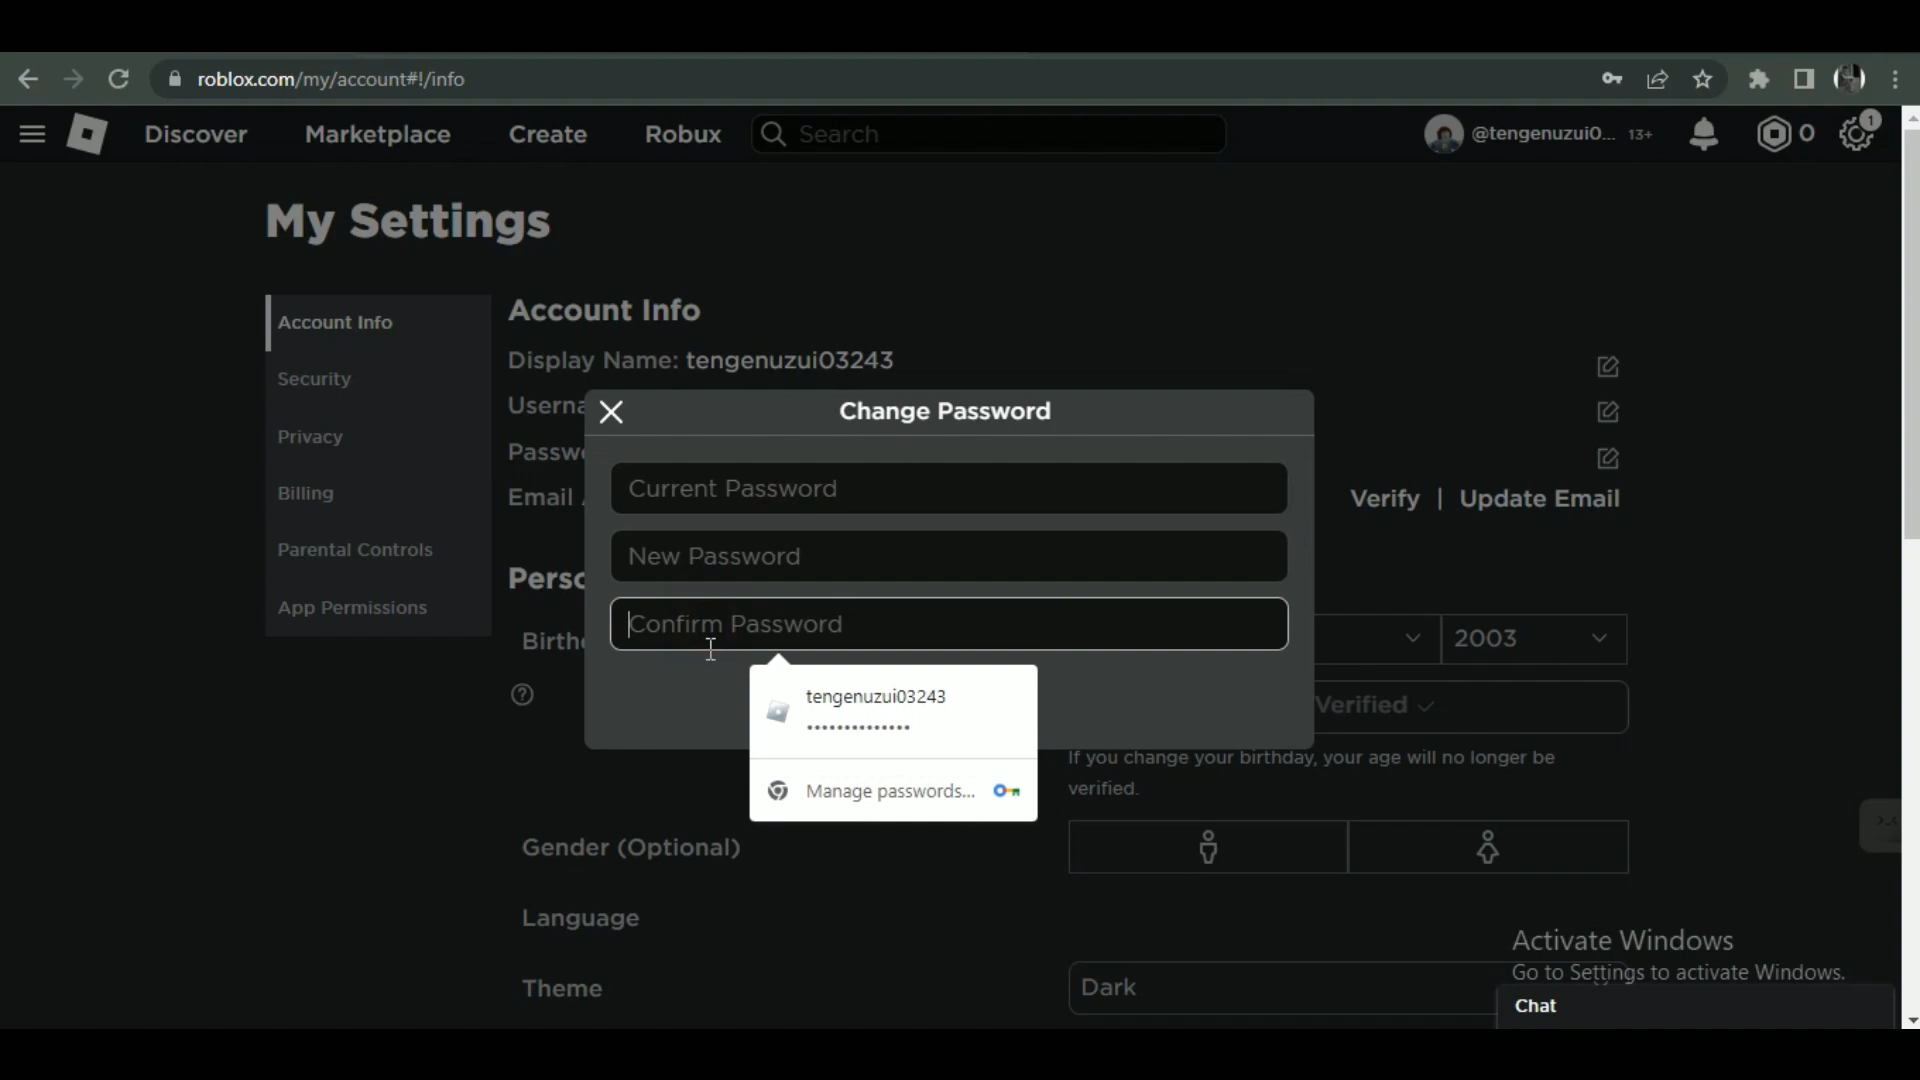 roblox.com/my/account#!/info
Discover Marketplace Create Robux Search @tengenuzui0... 13+ 0 1
My Settings
Account Info
Security
Privacy
Billing
Parental Controls
App Permissions
Account Info
Display Name: tengenuzui03243
Userna
Passwo
Email
Verify | Update Email
Change Password
Current Password
New Password
Confirm Password
tengenuzui03243
••••••••••••••
Manage passwords...
Perso
Birthd
2003
Verified
If you change your birthday, your age will no longer be
verified.
Gender (Optional)
Language
Theme
Dark
Activate Windows
Go to Settings to activate Windows.
Chat